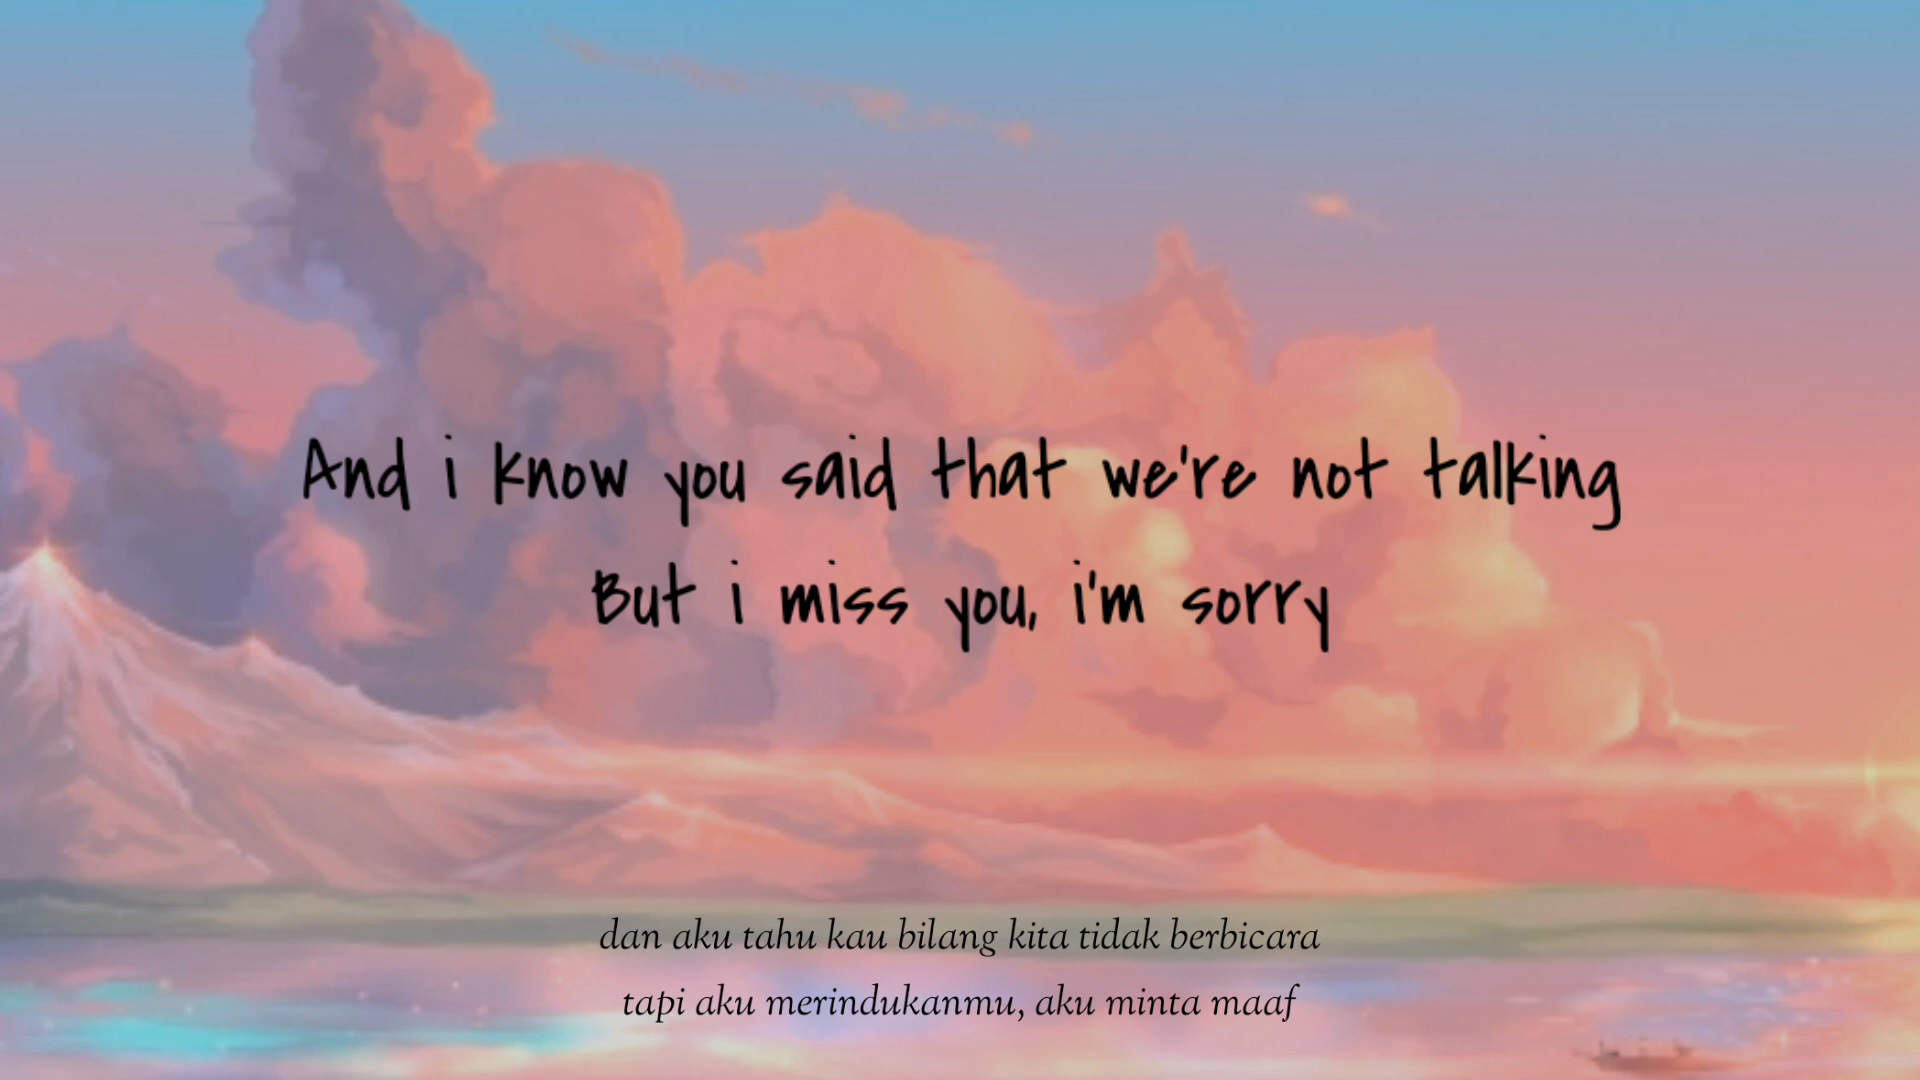 And i know you said that we're not talking
But i miss you, i'm sorry
dan aku tahu kau bilang kita tidak berbicara
tapi aku merindukanmu, aku minta maaf